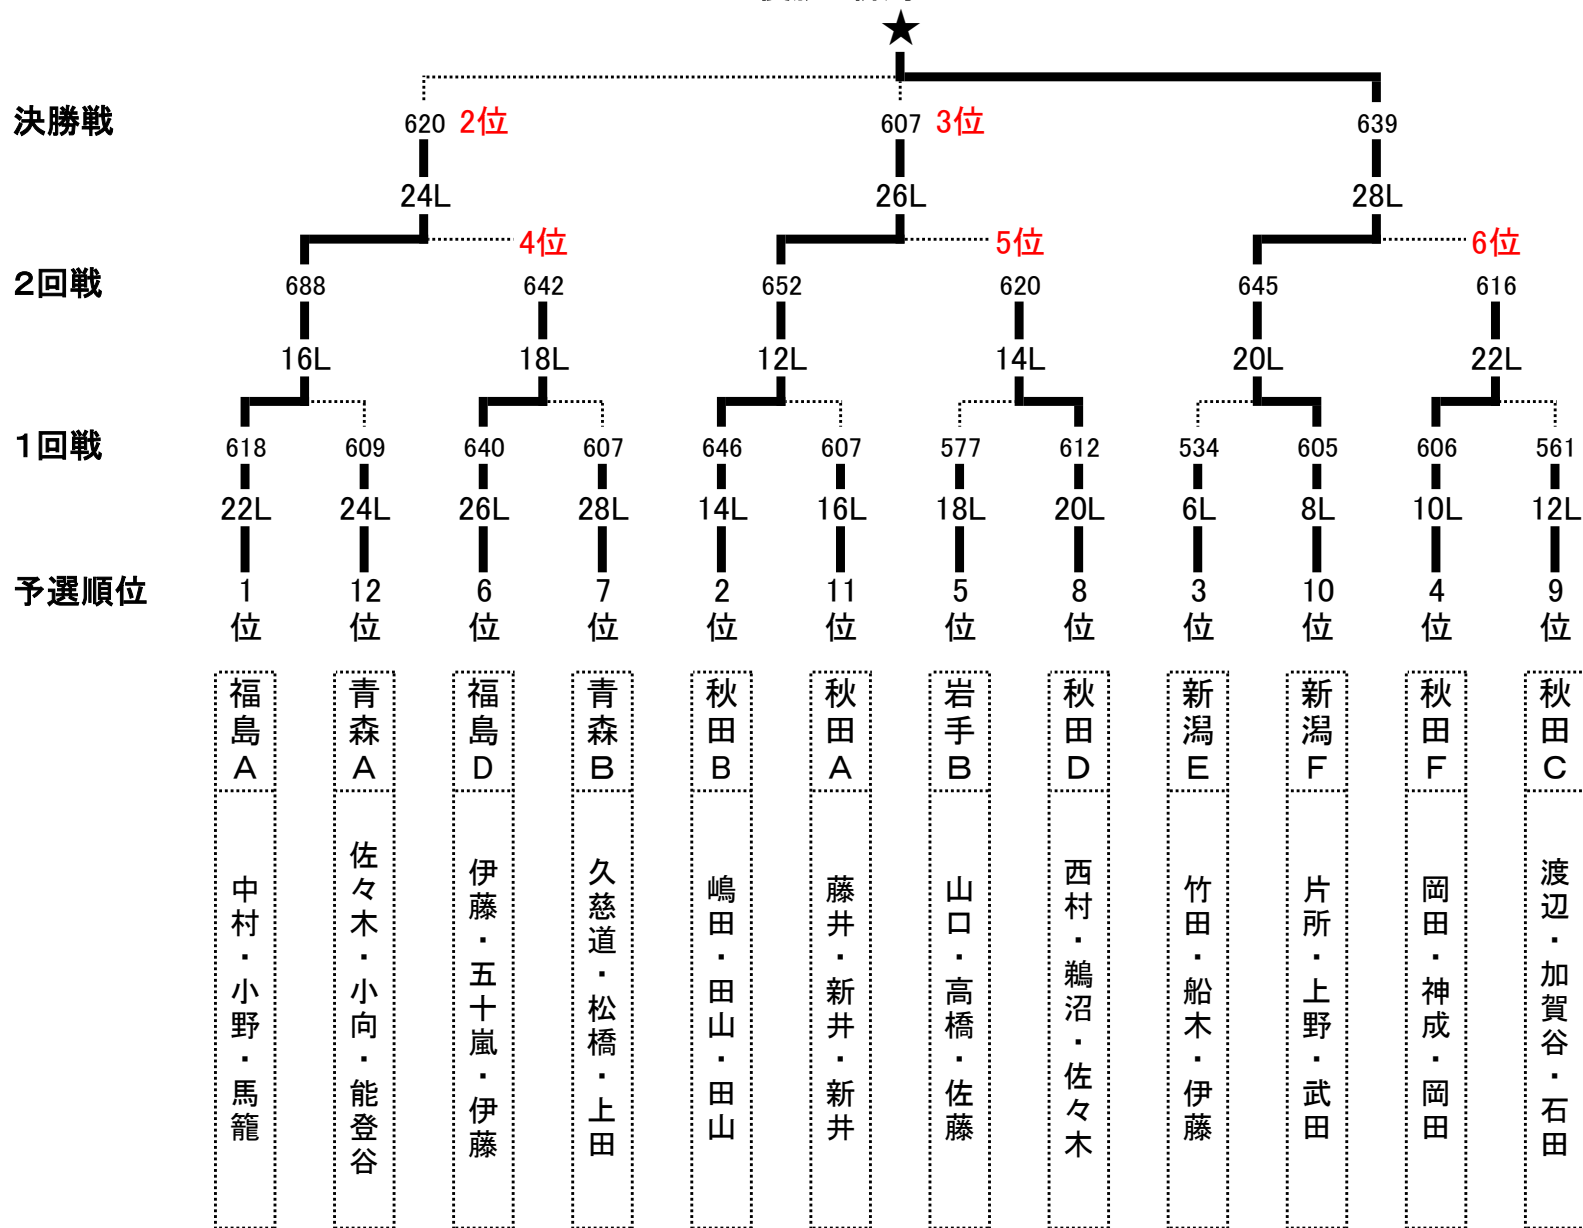 ★
決勝戦 620 2位 607 3位 639
24L 26L 28L
4位 5位 6位
2回戦 688 642 652 620 645 616
16L 18L 12L 14L 20L 22L
1回戦 618 609 640 607 646 607 577 612 534 605 606 561
22L 24L 26L 28L 14L 16L 18L 20L 6L 8L 10L 12L
予選順位 1位 12位 6位 7位 2位 11位 5位 8位 3位 10位 4位 9位
福島A
青森A
福島D
青森B
秋田B
秋田A
岩手B
秋田D
新潟E
新潟F
秋田F
秋田C
中村・小野・馬籠
佐々木・小向・能登谷
伊藤・五十嵐・伊藤
久慈道・松橋・上田
嶋田・田山・田山
藤井・新井・新井
山口・高橋・佐藤
西村・鵜沼・佐々木
竹田・船木・伊藤
片所・上野・武田
岡田・神成・岡田
渡辺・加賀谷・石田